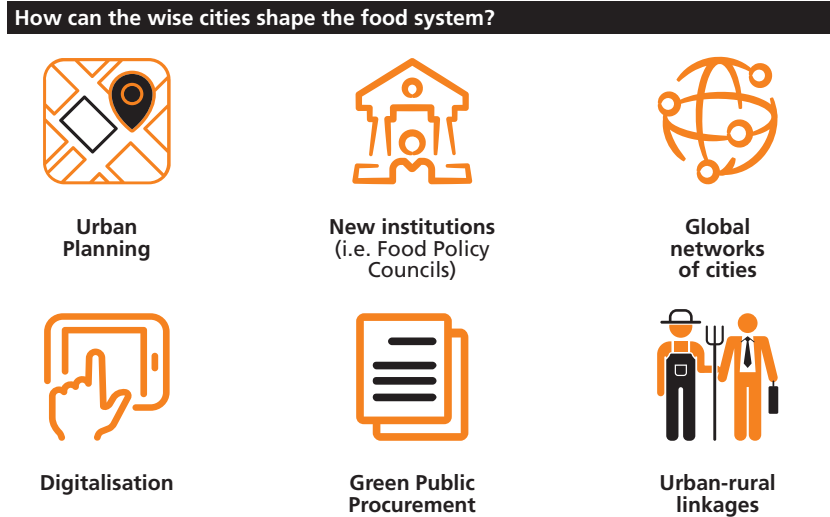 How can the wise cities shape the food system?
Urban
Planning
New institutions
(i.e. Food Policy
Councils)
Global
networks
of cities
Digitalisation
Green Public
Procurement
Urban-rural
linkages